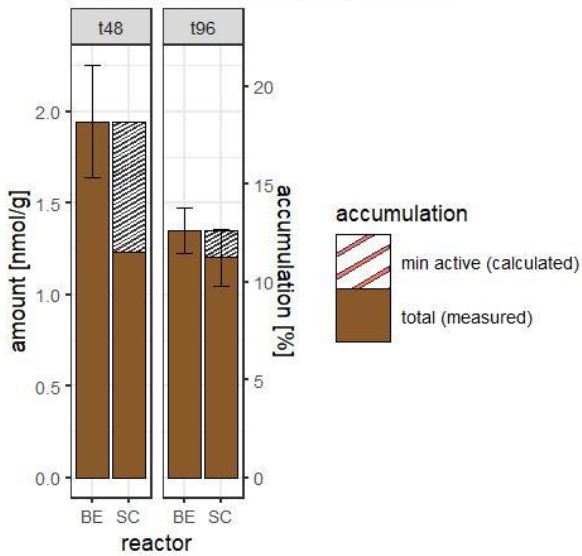 t48 t96
amount [nmol/g]
2.0
1.5
1.0
0.5
0.0
20
15
10
5
0
accumulation [%]
BE SC BE SC
reactor
accumulation
min active (calculated)
total (measured)